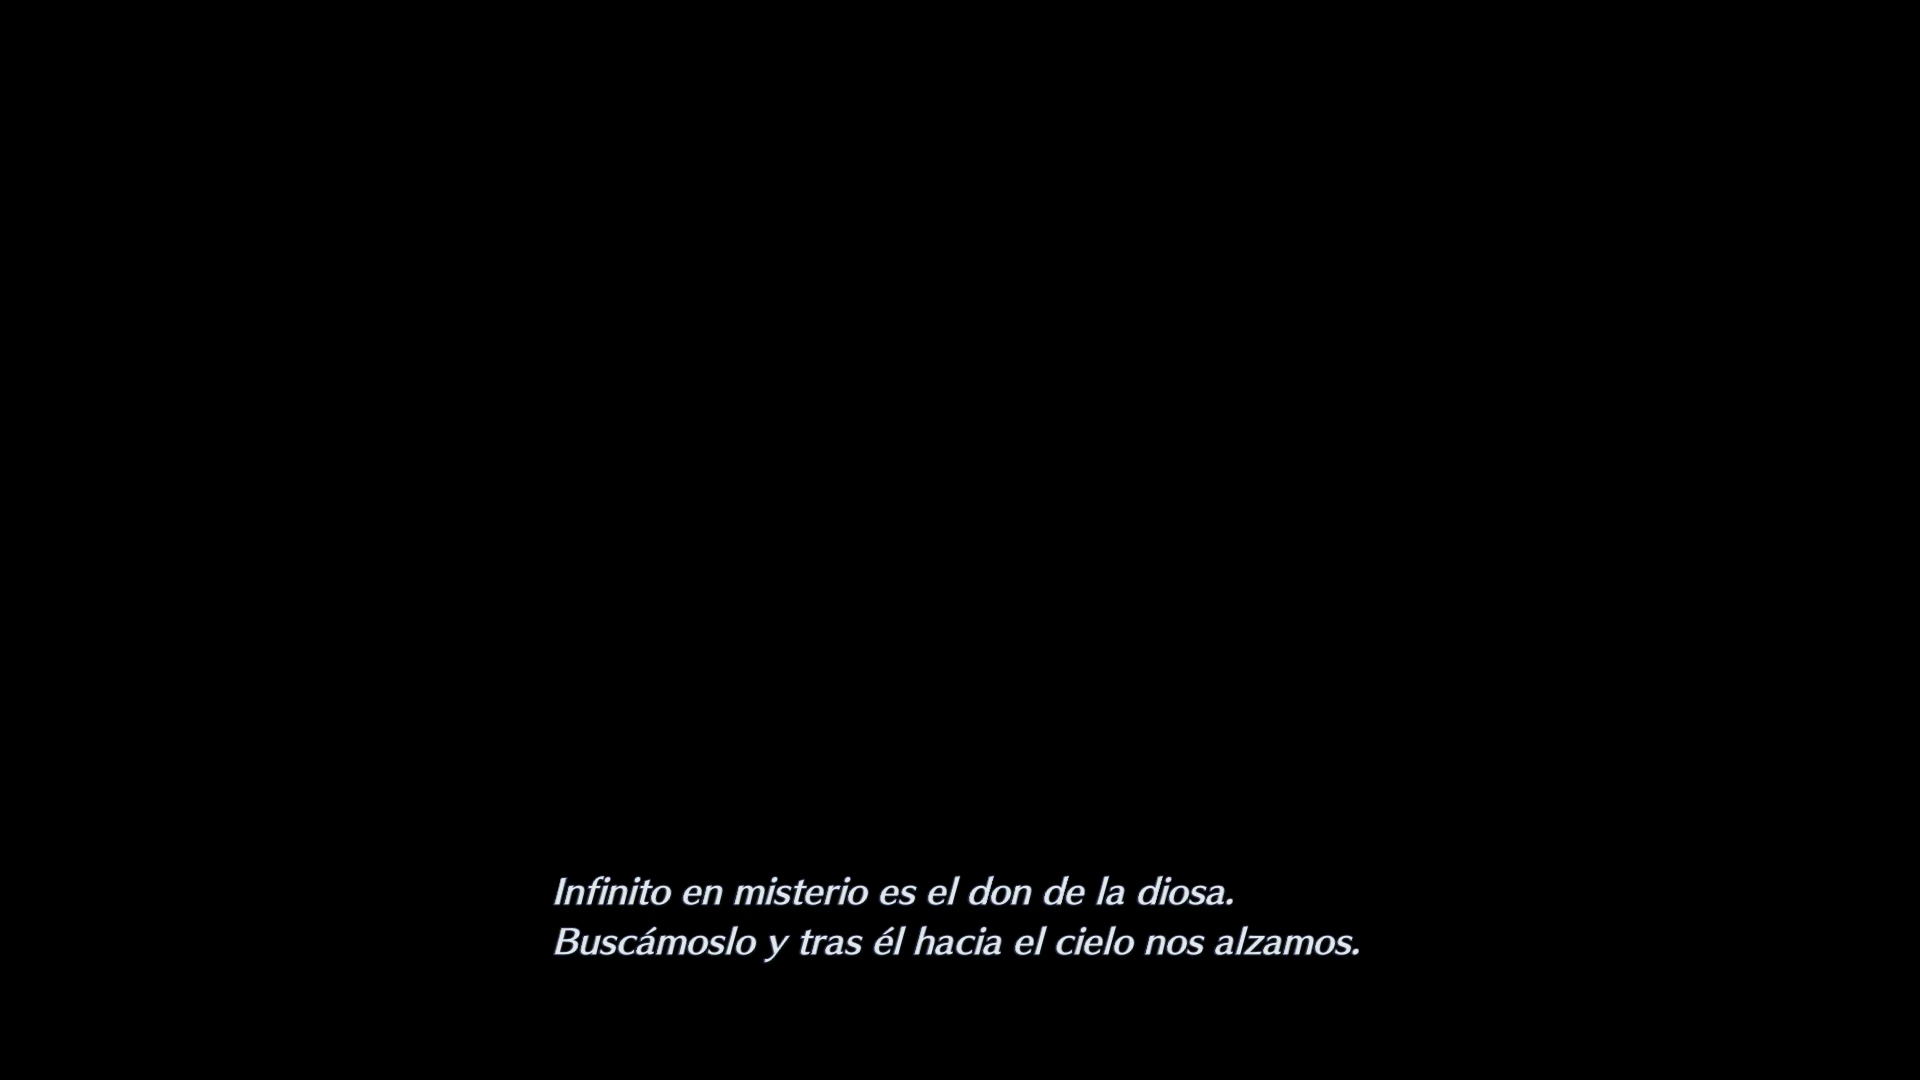 Infinito en misterio es el don de la diosa.
Buscámoslo y tras él hacia el cielo nos alzamos.